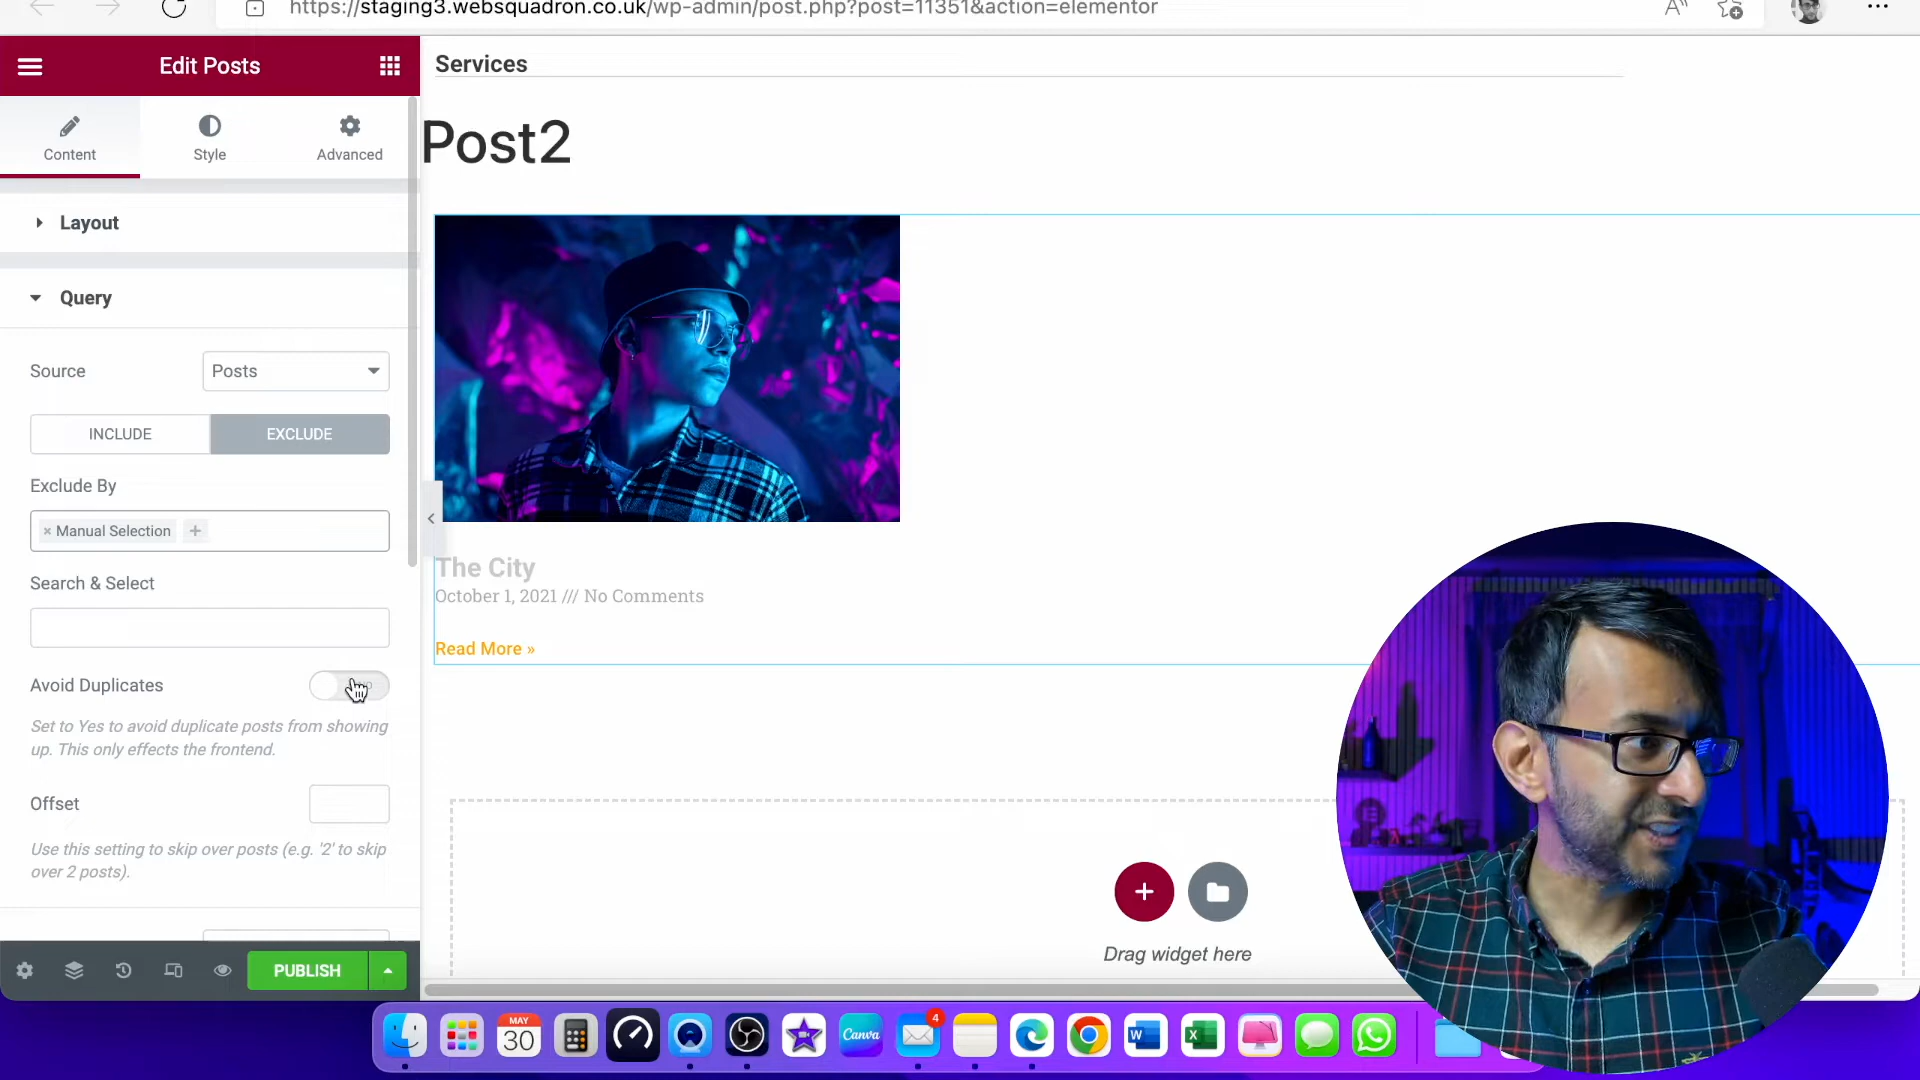 https://staging3.websquadron.co.uk/wp-admin/post.php?post=11351&action=elementor
Edit Posts
Content
Style
Advanced
Layout
Query
Source
Posts
INCLUDE
EXCLUDE
Exclude By
× Manual Selection +
Search & Select
Avoid Duplicates
Set to Yes to avoid duplicate posts from showing
up. This only effects the frontend.
Offset
Use this setting to skip over posts (e.g. '2' to skip
over 2 posts).
PUBLISH
Services
Post2
The City
October 1, 2021 /// No Comments
Read More »
Drag widget here
MAY
30
Canva
4
W
X